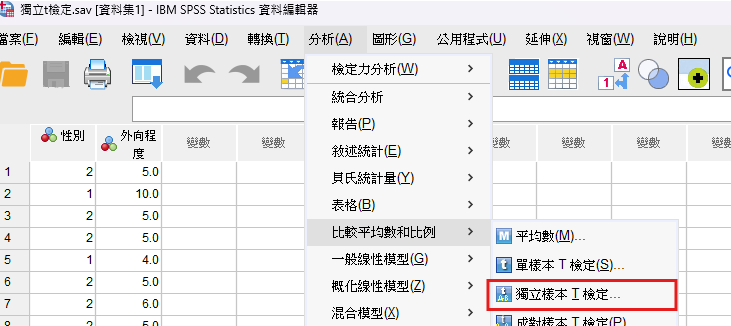 獨立t檢定.sav [資料集1] - IBM SPSS Statistics 資料編輯器
檔案(F) 編輯(E) 檢視(V) 資料(D) 轉換(T) 分析(A) 圖形(G) 公用程式(U) 延伸(X) 視窗(W) 說明(H)
檢定力分析(W)
統合分析
報告(P)
敘述統計(E)
貝氏統計量(Y)
表格(B)
比較平均數和比例
一般線性模型(G)
概化線性模型(Z)
混合模型(X)
平均數(M)...
單樣本 T 檢定(S)...
獨立樣本 T 檢定...
成對樣本 T 檢定(P)
1
A
性別 外向程度 變數 變數 變數 變數 變數 變數
1 2 5.0
2 1 10.0
3 2 5.0
4 2 5.0
5 1 4.0
6 2 5.0
7 2 6.0
8 2 5.0